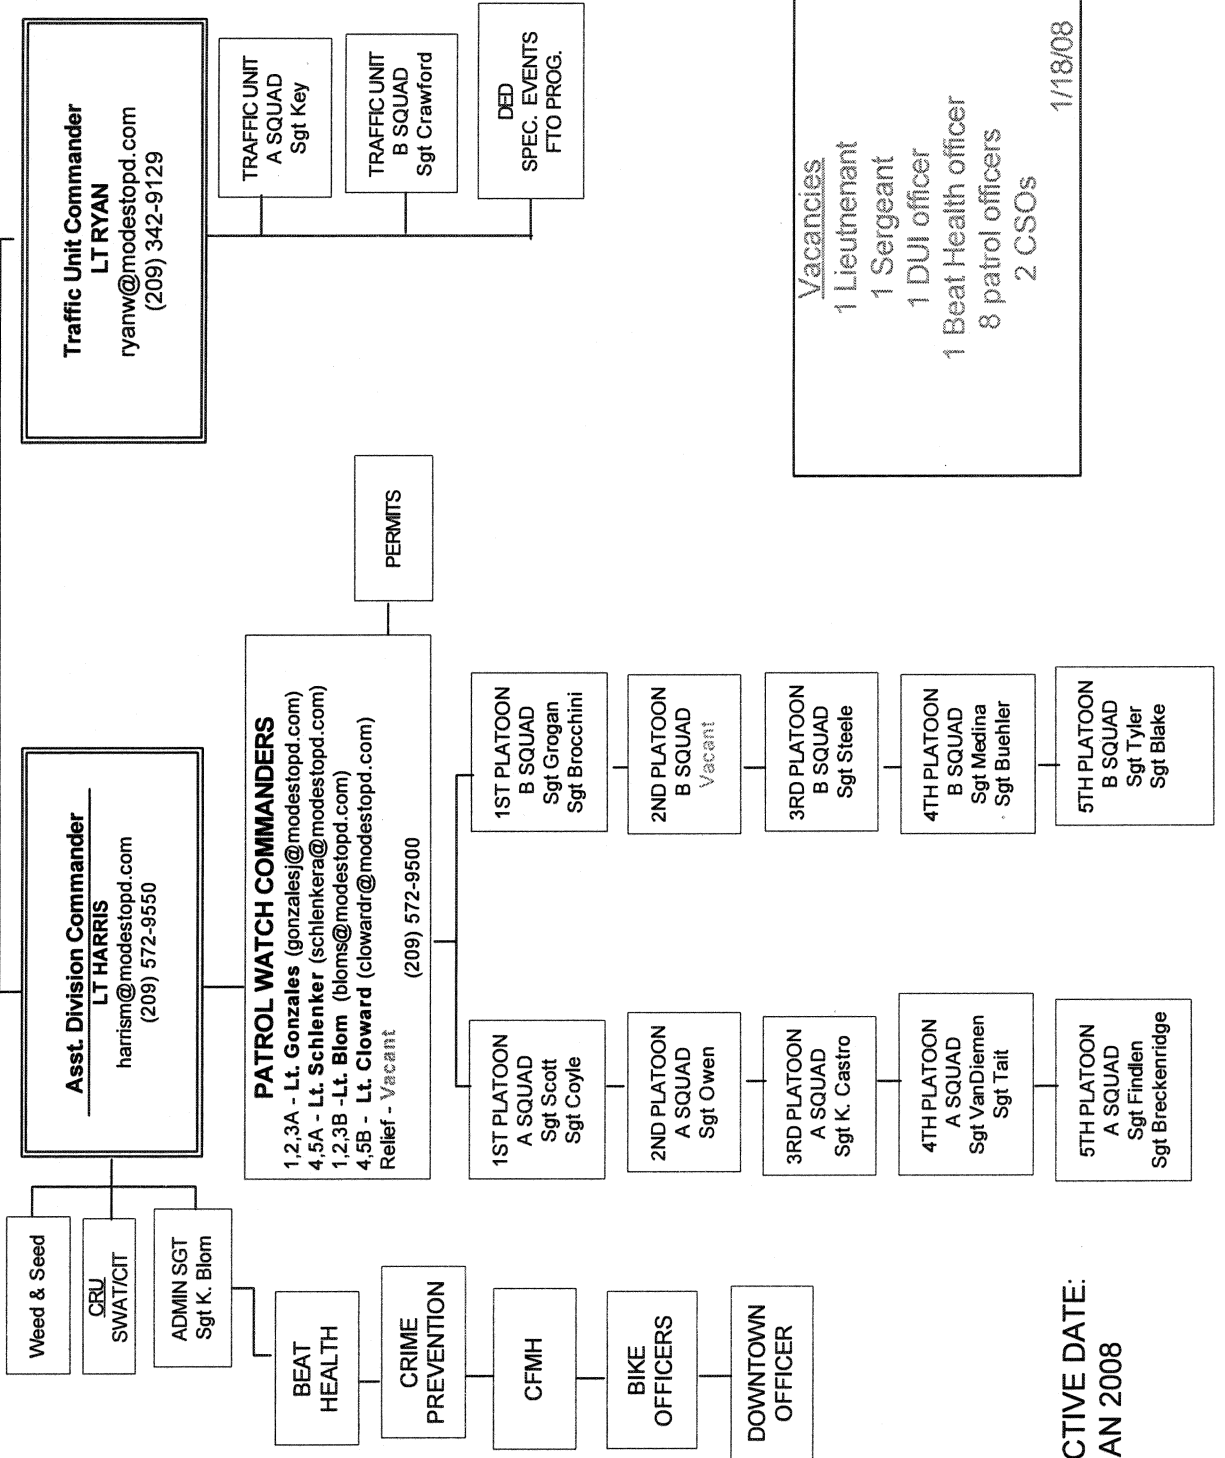 Asst. Division Commander
LT HARRIS
harrism@modestopd.com
(209) 572-9550
Traffic Unit Commander
LT RYAN
ryanw@modestopd.com
(209) 342-9129
Weed & Seed
CRU
SWAT/CIT
ADMIN SGT
Sgt K. Blom
BEAT
HEALTH
CRIME
PREVENTION
CFMH
BIKE
OFFICERS
DOWNTOWN
OFFICER
PATROL WATCH COMMANDERS
1,2,3A - Lt. Gonzales (gonzalesj@modestopd.com)
4,5A - Lt. Schlenker (schlenkera@modestopd.com)
1,2,3B -Lt. Blom (bloms@modestopd.com)
4,5B - Lt. Cloward (clowardr@modestopd.com)
Relief - Vacant
(209) 572-9500
PERMITS
1ST PLATOON
A SQUAD
Sgt Scott
Sgt Coyle
2ND PLATOON
A SQUAD
Sgt Owen
3RD PLATOON
A SQUAD
Sgt K. Castro
4TH PLATOON
A SQUAD
Sgt VanDiemen
Sgt Tait
5TH PLATOON
A SQUAD
Sgt Findlen
Sgt Breckenridge
1ST PLATOON
B SQUAD
Sgt Grogan
Sgt Brocchini
2ND PLATOON
B SQUAD
Vacant
3RD PLATOON
B SQUAD
Sgt Steele
4TH PLATOON
B SQUAD
Sgt Medina
Sgt Buehler
5TH PLATOON
B SQUAD
Sgt Tyler
Sgt Blake
TRAFFIC UNIT
A SQUAD
Sgt Key
TRAFFIC UNIT
B SQUAD
Sgt Crawford
DED
SPEC. EVENTS
FTO PROG.
Vacancies
1 Lieutnenant
1 Sergeant
1 DUI officer
1 Beat Health officer
8 patrol officers
2 CSOs
1/18/08
CTIVE DATE:
AN 2008